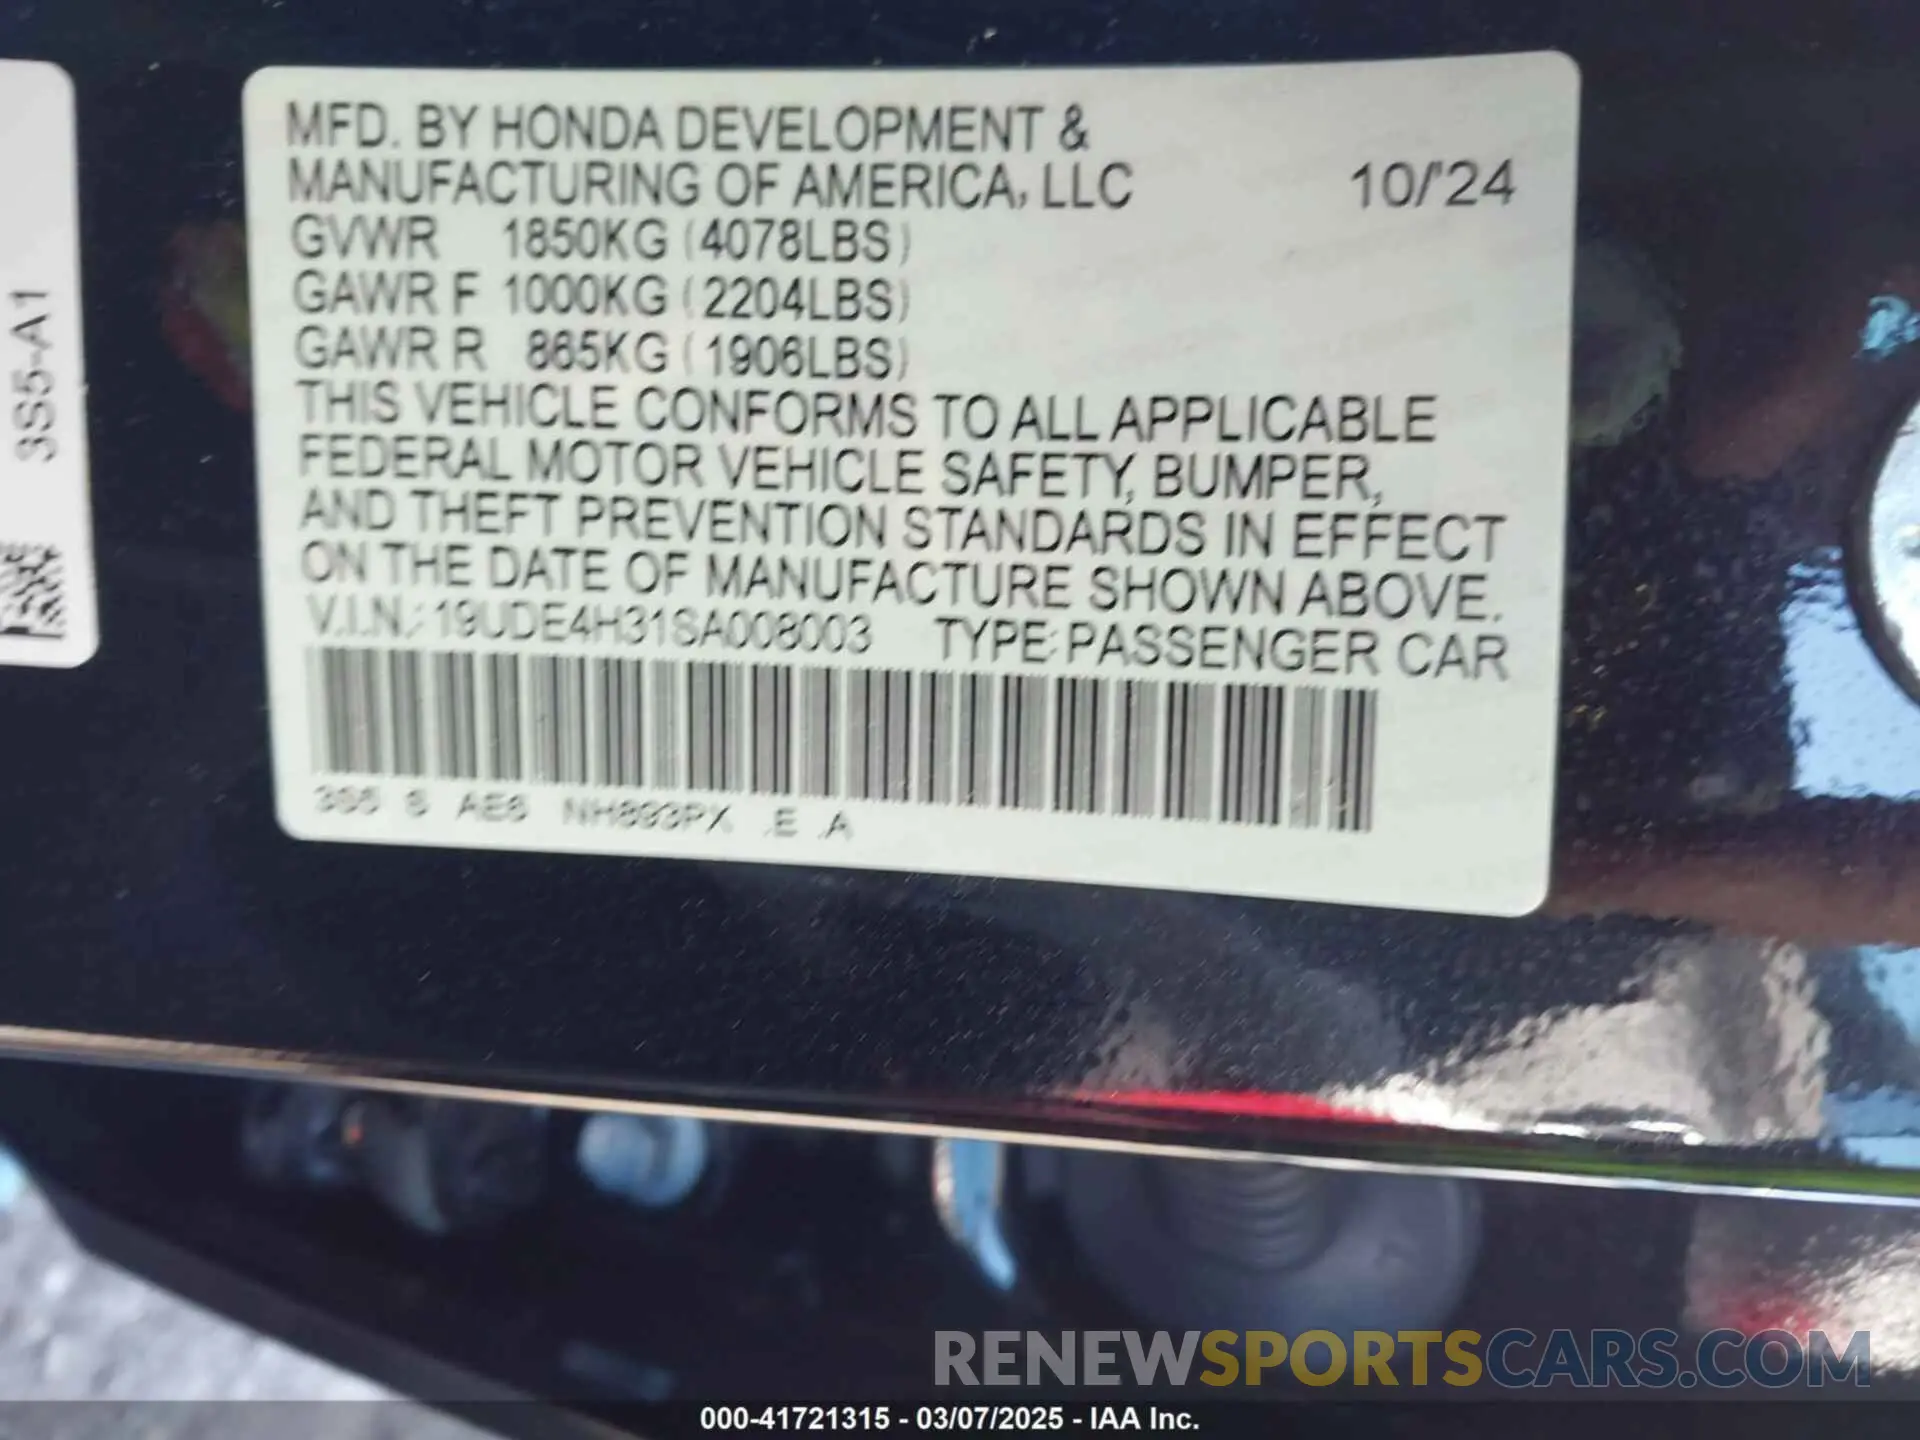 3S5-A1
MFD. BY HONDA DEVELOPMENT &
MANUFACTURING OF AMERICA, LLC 10/'24
GVWR 1850KG (4078LBS)
GAWR F 1000KG (2204LBS)
GAWR R 865KG (1906LBS)
THIS VEHICLE CONFORMS TO ALL APPLICABLE
FEDERAL MOTOR VEHICLE SAFETY, BUMPER,
AND THEFT PREVENTION STANDARDS IN EFFECT
ON THE DATE OF MANUFACTURE SHOWN ABOVE.
V.I.N.: 19UDE4H31SA008003 TYPE: PASSENGER CAR
3S5 S AE6 NH893PX .E .A
RENEWSPORTSCARS.COM
000-41721315 - 03/07/2025 - IAA Inc.